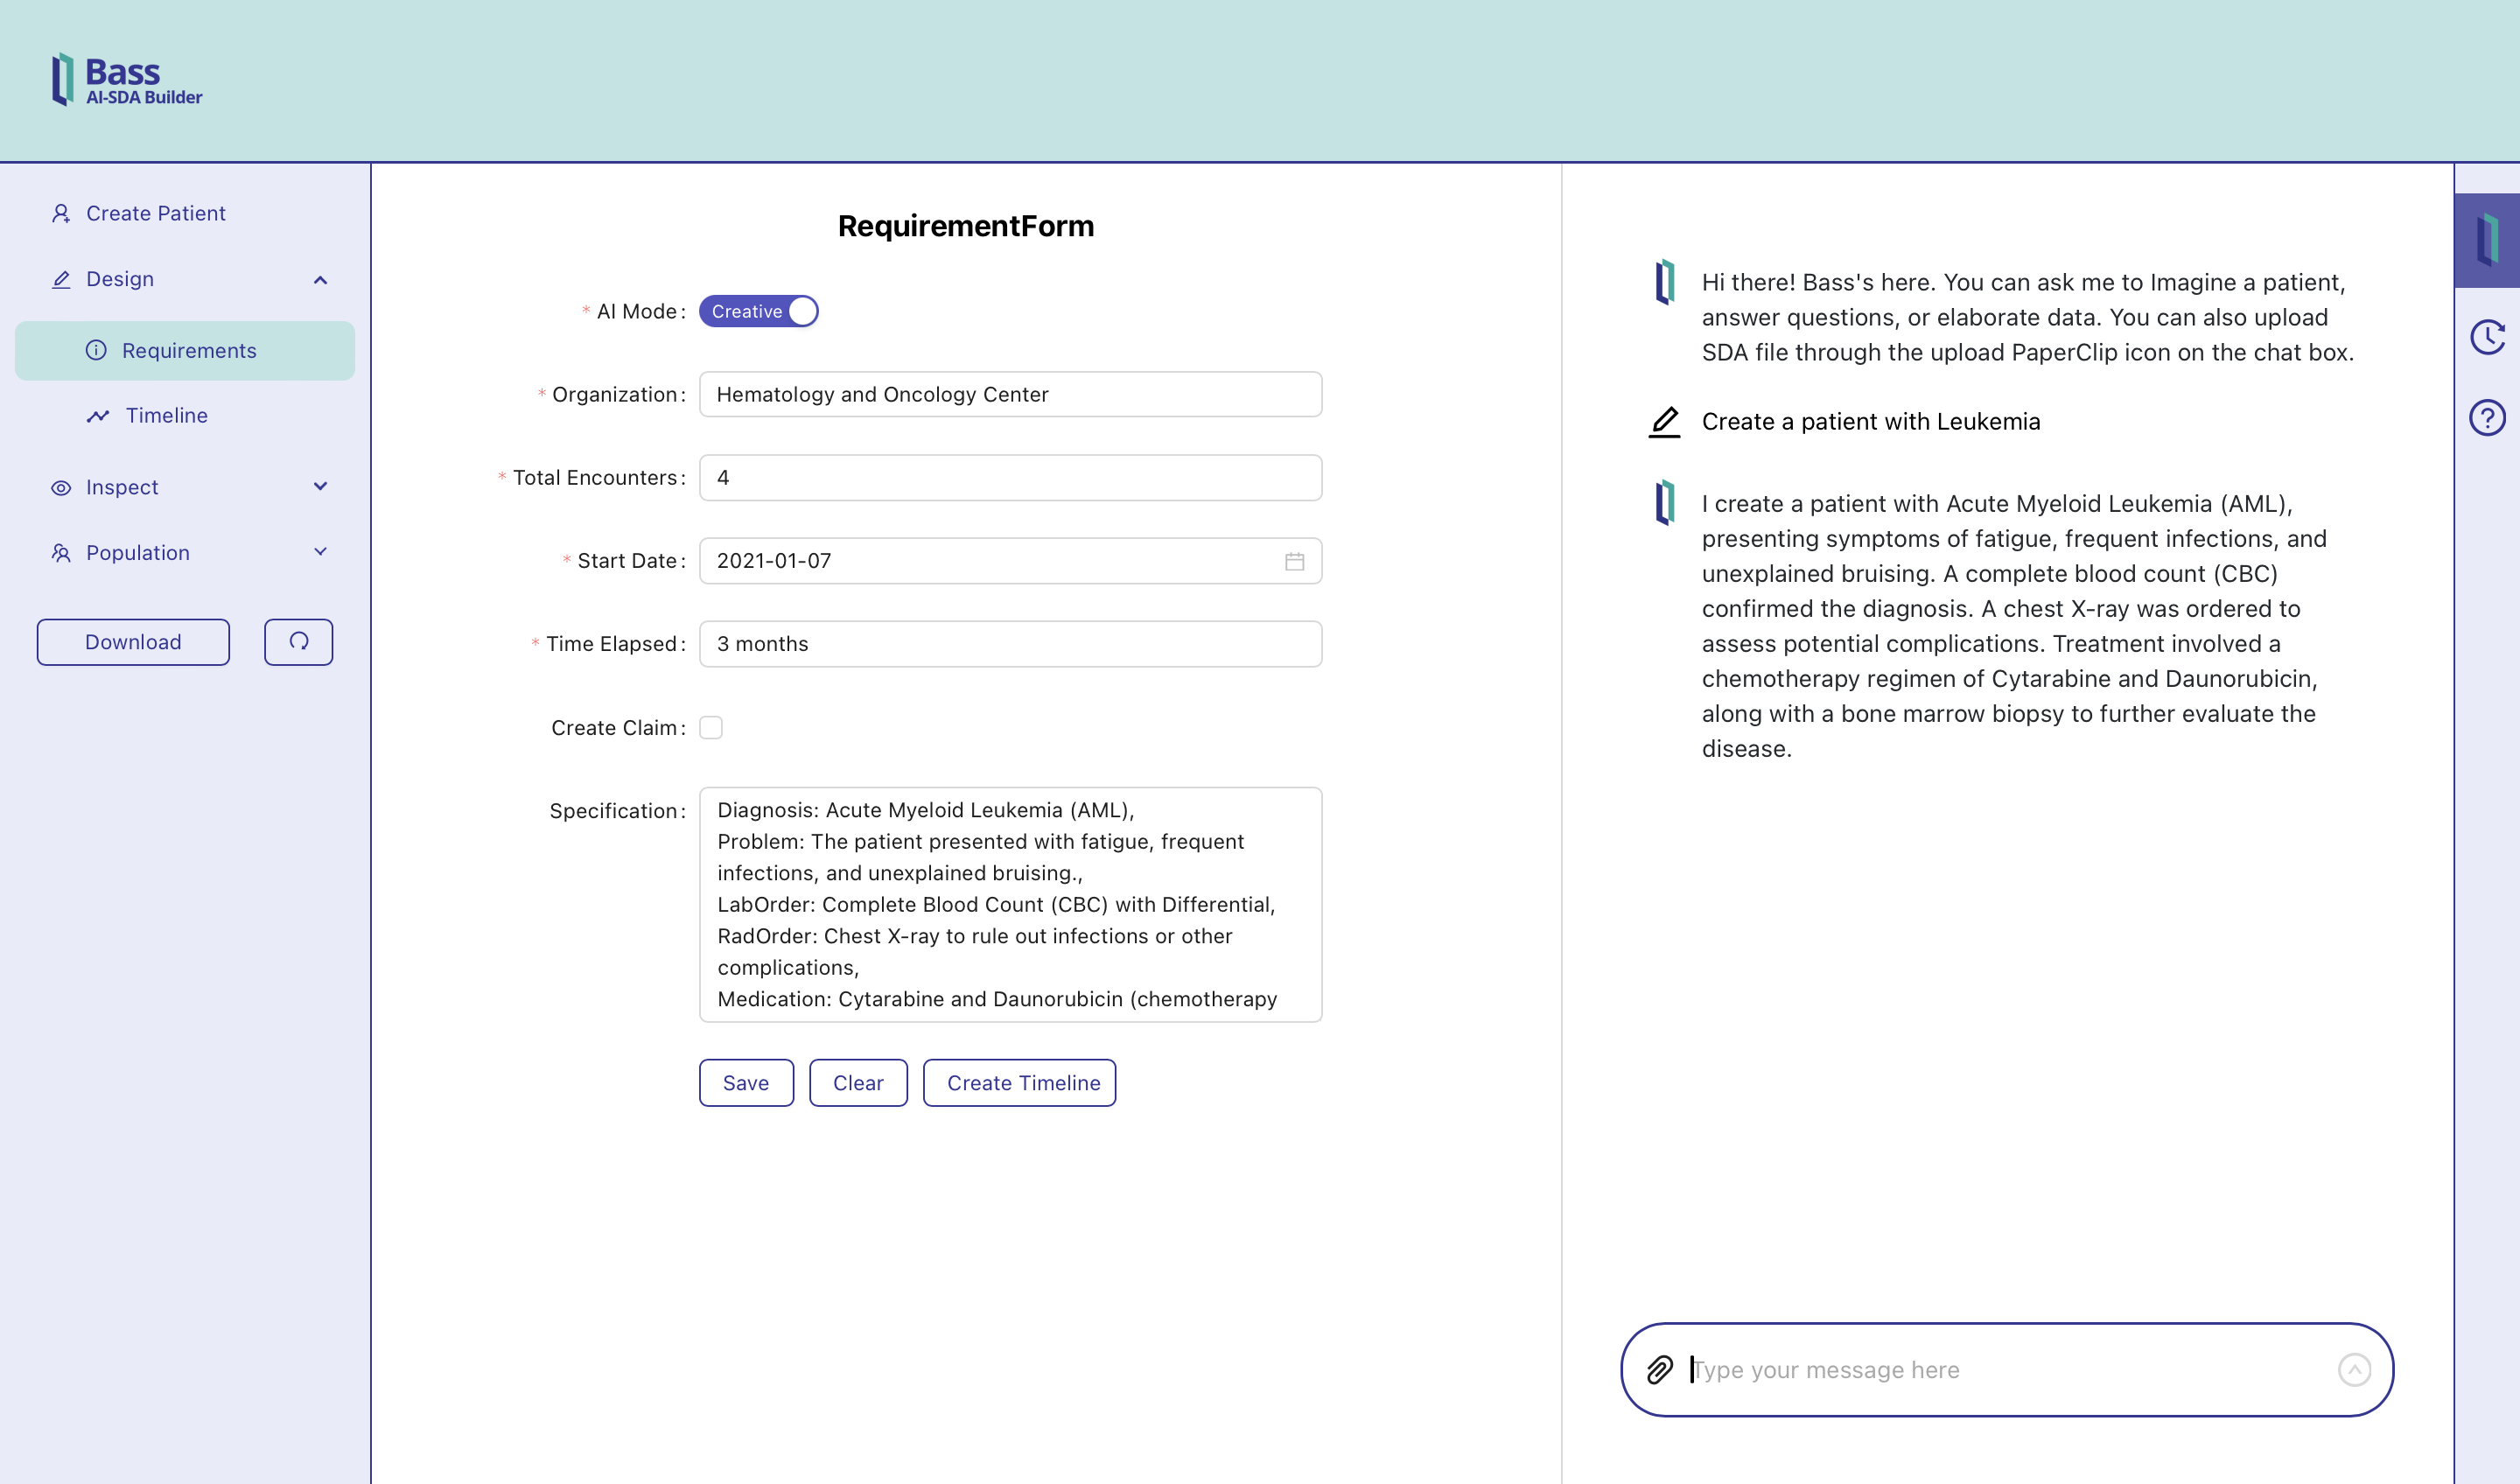 Bass
AI-SDA Builder
Create Patient
Design
Requirements
Timeline
Inspect
Population
Download
RequirementForm
* AI Mode: Creative
* Organization: Hematology and Oncology Center
* Total Encounters: 4
* Start Date: 2021-01-07
* Time Elapsed: 3 months
Create Claim:
Specification: Diagnosis: Acute Myeloid Leukemia (AML),
Problem: The patient presented with fatigue, frequent
infections, and unexplained bruising.,
LabOrder: Complete Blood Count (CBC) with Differential,
RadOrder: Chest X-ray to rule out infections or other
complications,
Medication: Cytarabine and Daunorubicin (chemotherapy
Save Clear Create Timeline
Hi there! Bass's here. You can ask me to Imagine a patient,
answer questions, or elaborate data. You can also upload
SDA file through the upload PaperClip icon on the chat box.
Create a patient with Leukemia
I create a patient with Acute Myeloid Leukemia (AML),
presenting symptoms of fatigue, frequent infections, and
unexplained bruising. A complete blood count (CBC)
confirmed the diagnosis. A chest X-ray was ordered to
assess potential complications. Treatment involved a
chemotherapy regimen of Cytarabine and Daunorubicin,
along with a bone marrow biopsy to further evaluate the
disease.
Type your message here